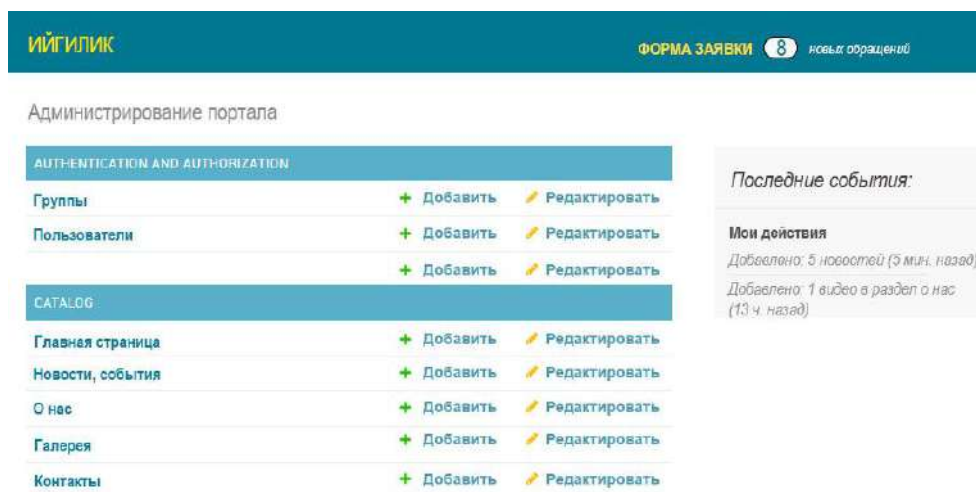 ИЙГИЛИК
ФОРМА ЗАЯВКИ 8 новых обращений
Администрирование портала
AUTHENTICATION AND AUTHORIZATION
Группы + Добавить Редактировать
Пользователи + Добавить Редактировать
+ Добавить Редактировать
CATALOG
Главная страница + Добавить Редактировать
Новости, события + Добавить Редактировать
О нас + Добавить Редактировать
Галерея + Добавить Редактировать
Контакты + Добавить Редактировать
Последние события:
Мои действия
Добавлено: 5 новостей (5 мин. назад)
Добавлено: 1 видео в раздел о нас
(13 ч. назад)